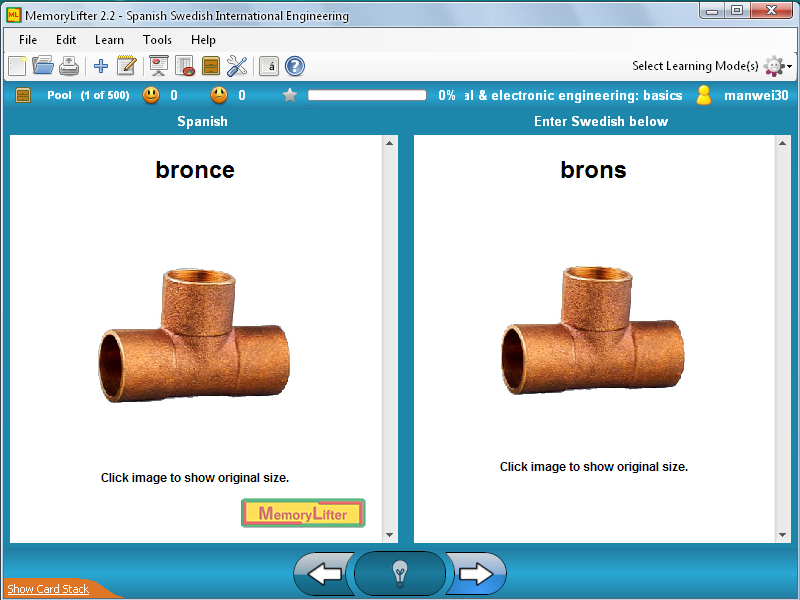 ML MemoryLifter 2.2 - Spanish Swedish International Engineering
File Edit Learn Tools Help
á ? Select Learning Mode(s)
Pool (1 of 500) 0 0 0% al & electronic engineering: basics manwei30
Spanish
Enter Swedish below
bronce
Click image to show original size.
MemoryLifter
brons
Click image to show original size.
Show Card Stack